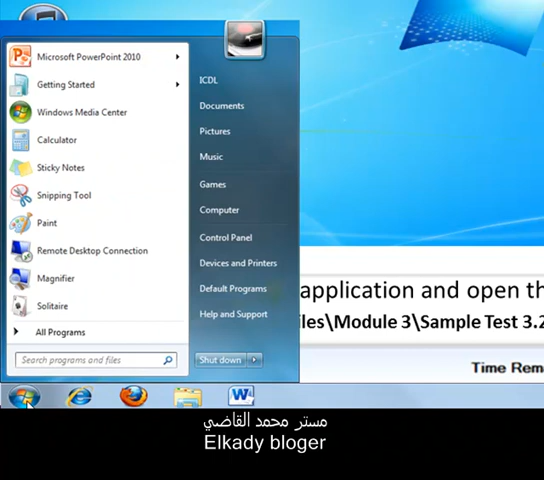 Microsoft PowerPoint 2010
Getting Started
Windows Media Center
Calculator
Sticky Notes
Snipping Tool
Paint
Remote Desktop Connection
Magnifier
Solitaire
All Programs
Search programs and files
ICDL
Documents
Pictures
Music
Games
Computer
Control Panel
Devices and Printers
Default Programs
Help and Support
Shut down
application and open th
iles\Module 3\Sample Test 3.2
Time Rem
مستر محمد القاضي
Elkady bloger